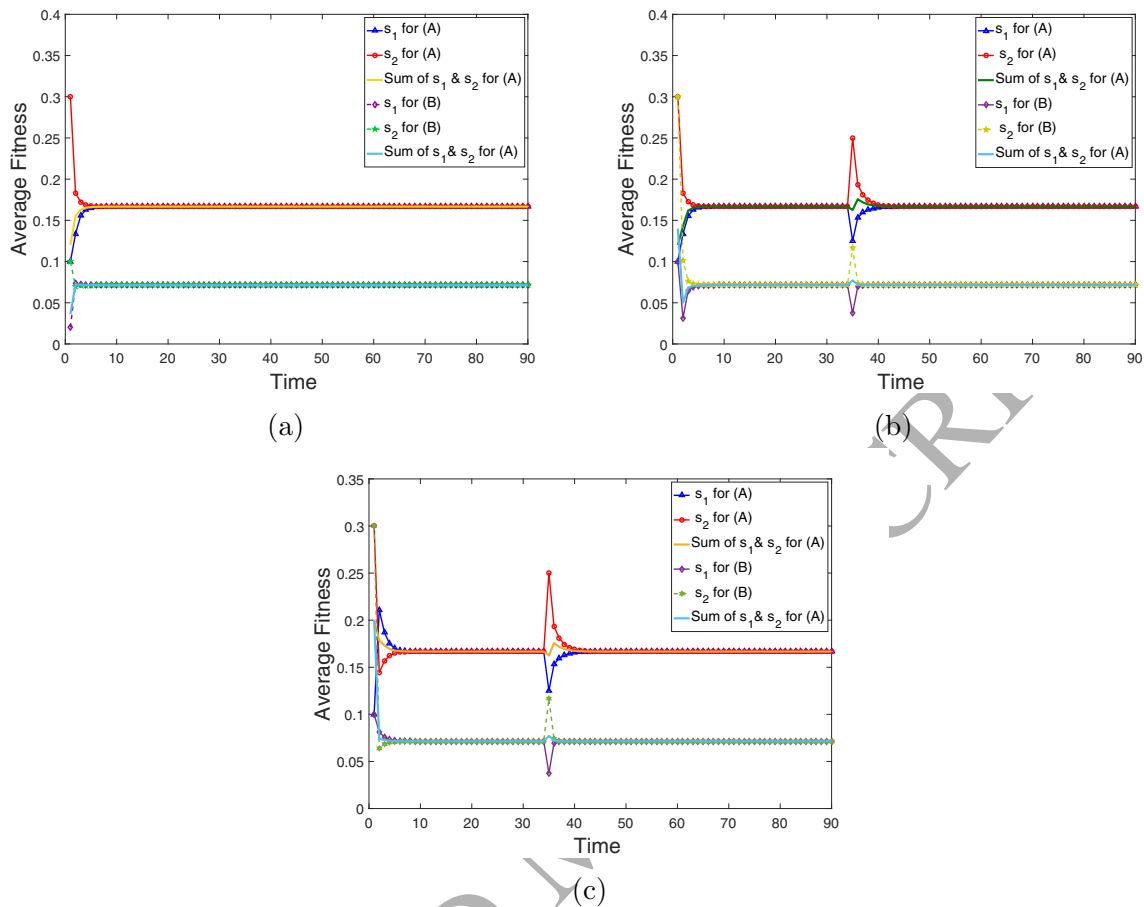 0.4
0.35
0.3
0.25
0.2
0.15
0.1
0.05
0
Average Fitness
0 10 20 30 40 50 60 70 80 90
Time
s1 for (A)
s2 for (A)
Sum of s1 & s2 for (A)
s1 for (B)
s2 for (B)
Sum of s1& s2 for (A)
(a)
0.4
0.35
0.3
0.25
0.2
0.15
0.1
0.05
0
Average Fitness
0 10 20 30 40 50 60 70 80 90
Time
s1 for (A)
s2 for (A)
Sum of s1 & s2 for (A)
s1 for (B)
s2 for (B)
Sum of s1& s2 for (A)
(b)
0.35
0.3
0.25
0.2
0.15
0.1
0.05
0
Average Fitness
0 10 20 30 40 50 60 70 80 90
Time
s1 for (A)
s2 for (A)
Sum of s1& s2 for (A)
s1 for (B)
s2 for (B)
Sum of s1& s2 for (A)
(c)